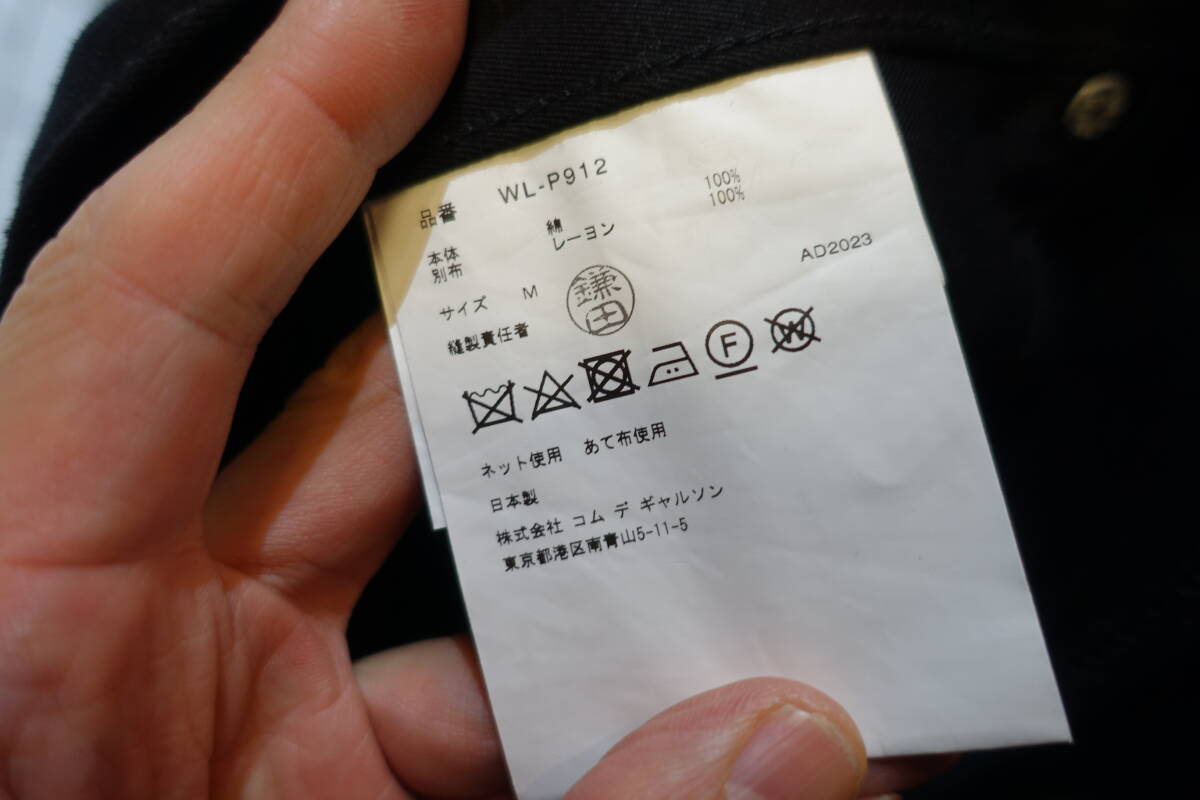 品番 WL-P912
本体 綿 100%
別布 レーヨン 100%
AD2023
サイズ M
縫製責任者 鎌田
F
W
ネット使用 あて布使用
日本製
株式会社 コム デ ギャルソン
東京都港区南青山5-11-5